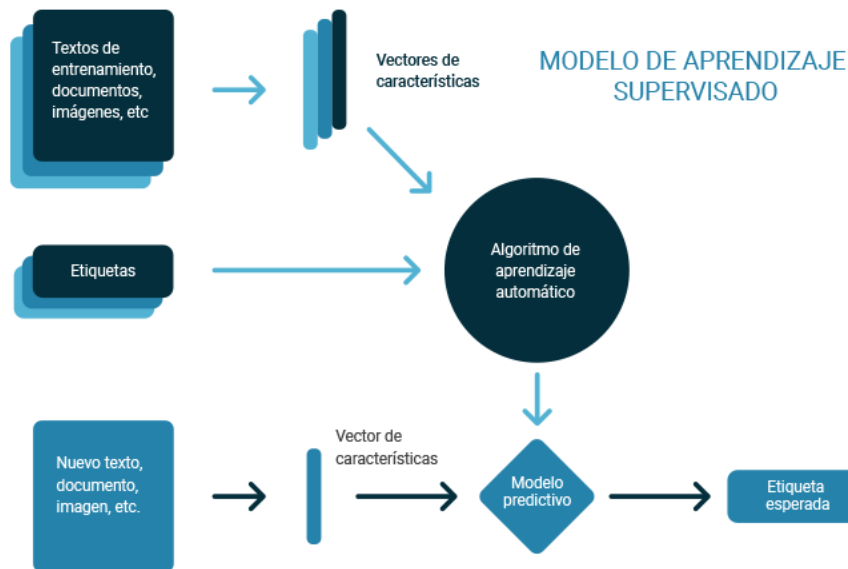 Textos de
entrenamiento,
documentos,
imágenes, etc
Vectores de
características
MODELO DE APRENDIZAJE
SUPERVISADO
Etiquetas
Algoritmo de
aprendizaje
automático
Nuevo texto,
documento,
imagen, etc.
Vector de
características
Modelo
predictivo
Etiqueta
esperada